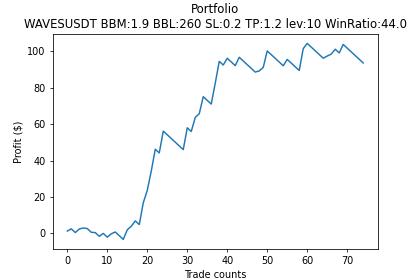 Portfolio
WAVESUSDT BBM:1.9 BBL:260 SL:0.2 TP:1.2 lev:10 WinRatio:44.0
100
80
60
40
20
0
Profit ($)
0 10 20 30 40 50 60 70
Trade counts